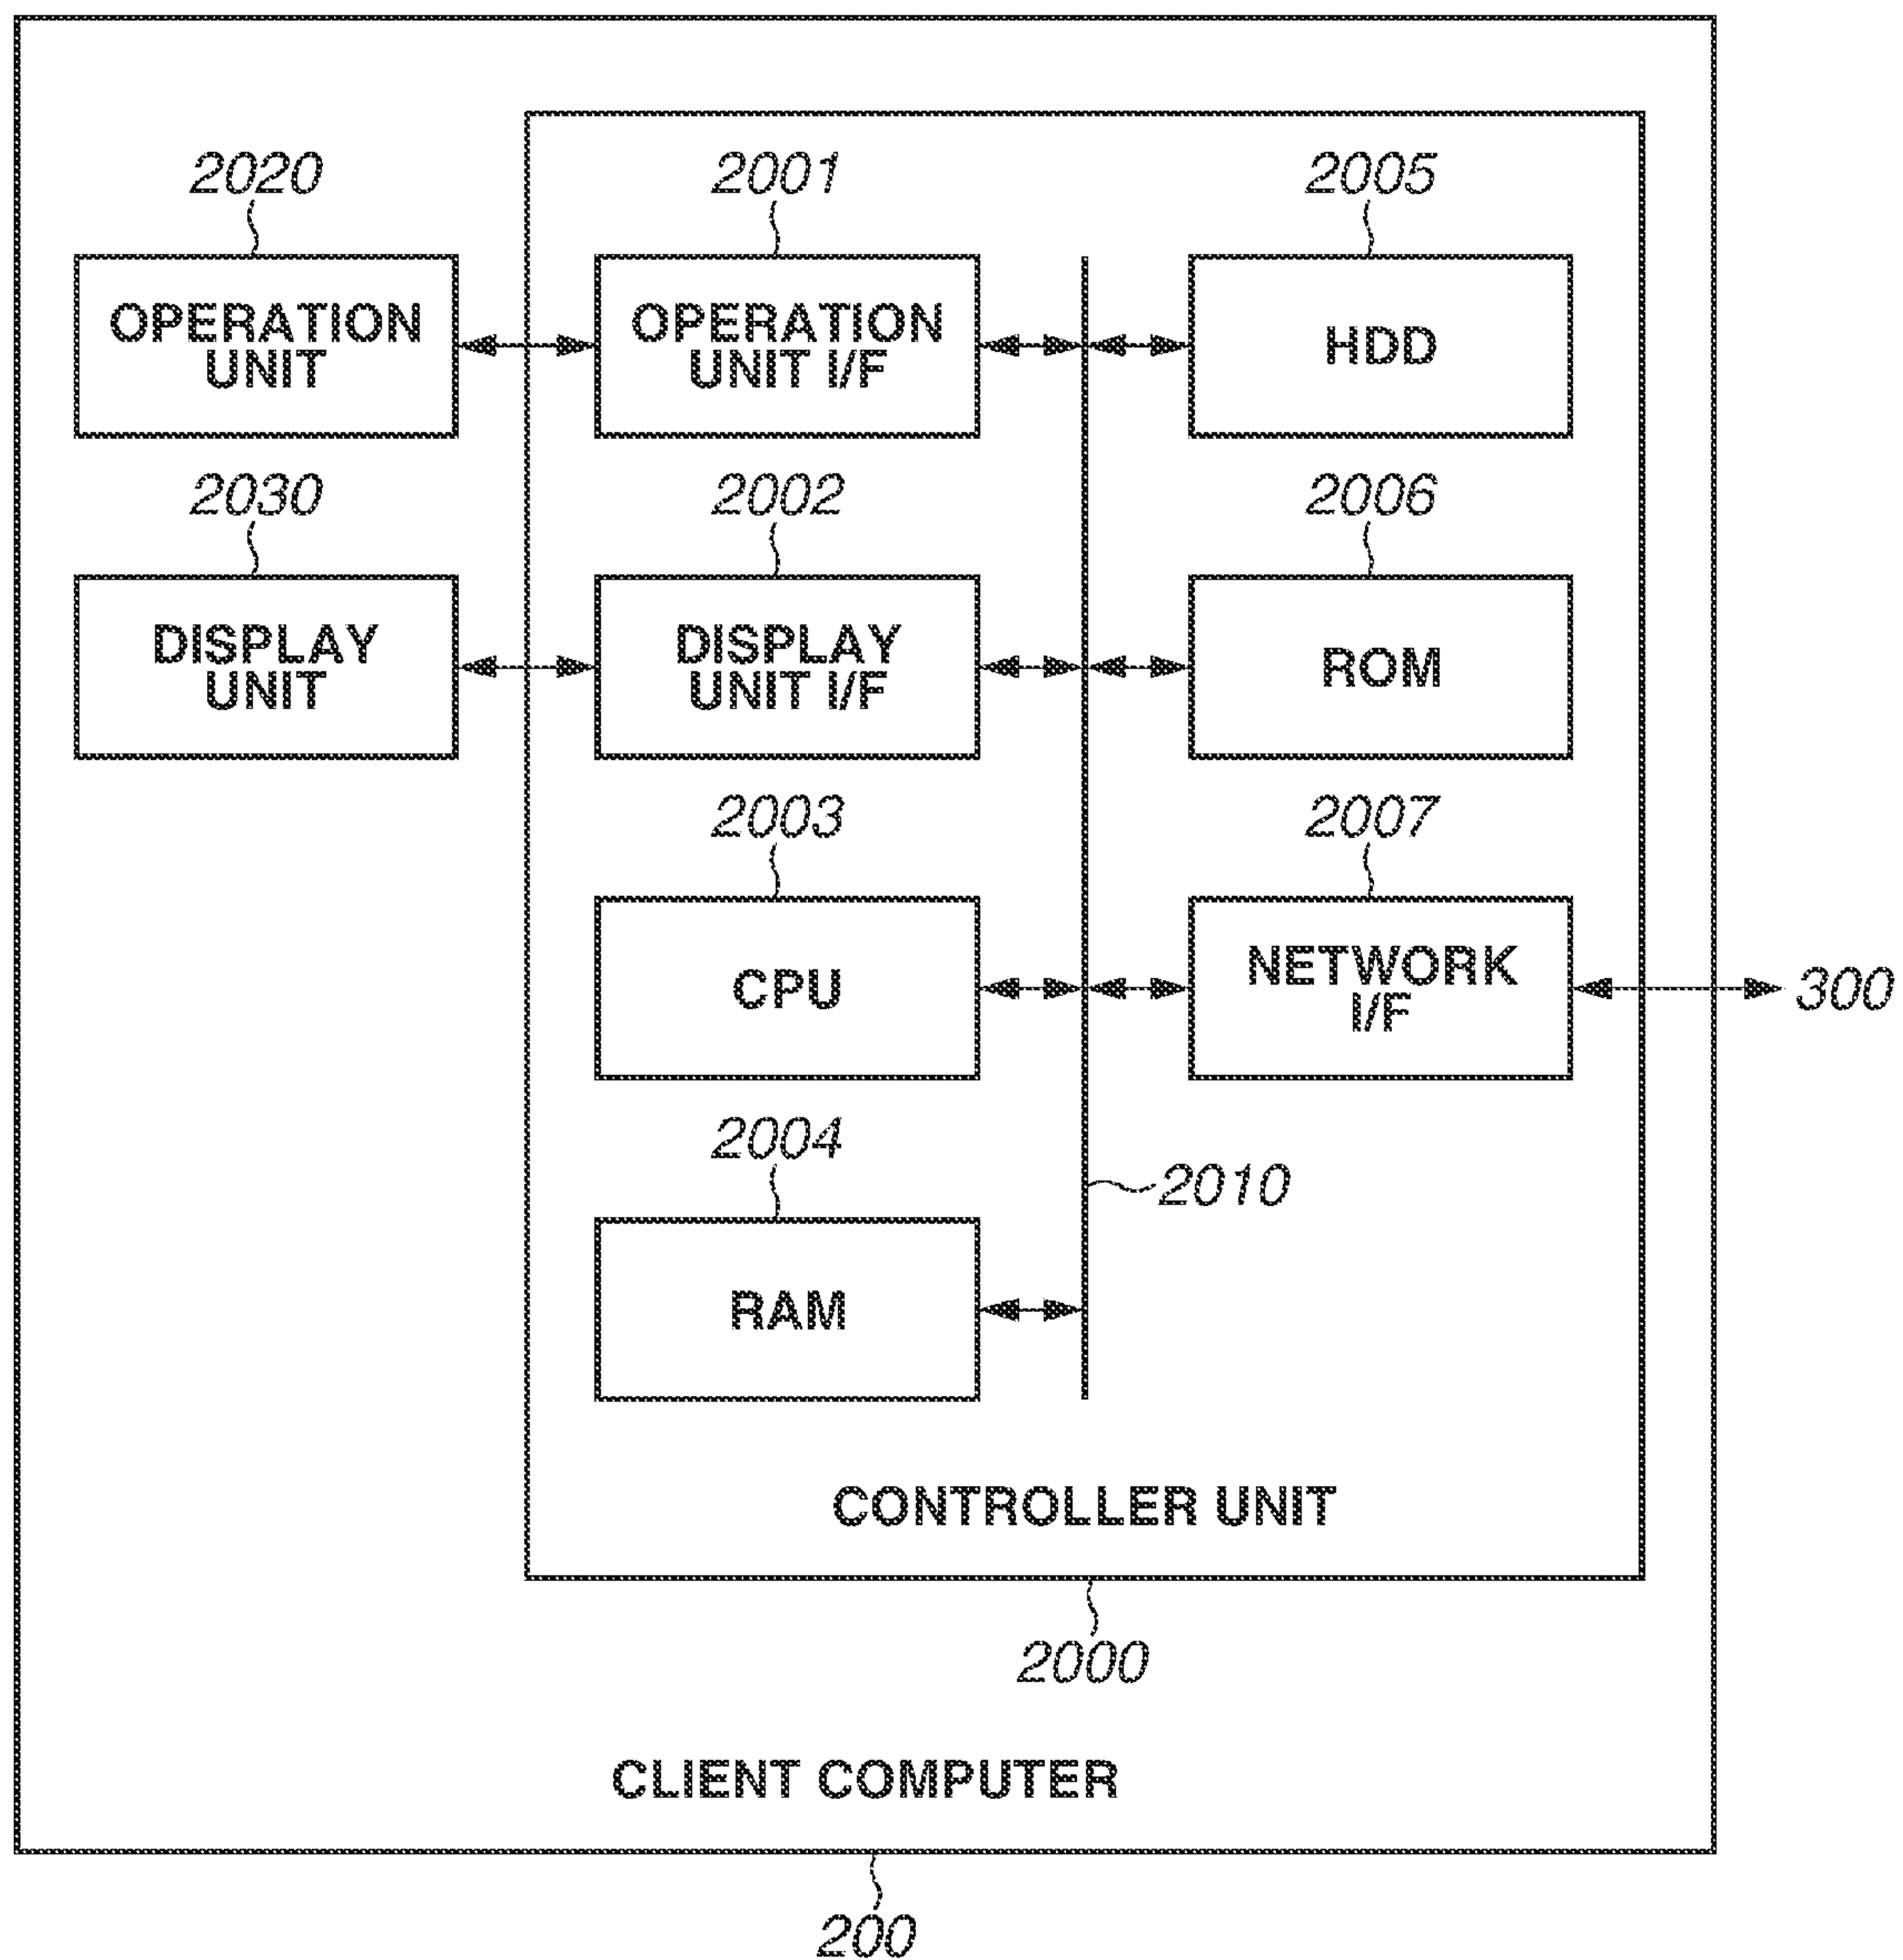 2020
2001
2005
OPERATION
UNIT
OPERATION
UNIT I/F
HDD
2030
2002
2006
DISPLAY
UNIT
DISPLAY
UNIT I/F
ROM
2003
2007
CPU
NETWORK
I/F
300
2004
2010
RAM
CONTROLLER UNIT
2000
CLIENT COMPUTER
200